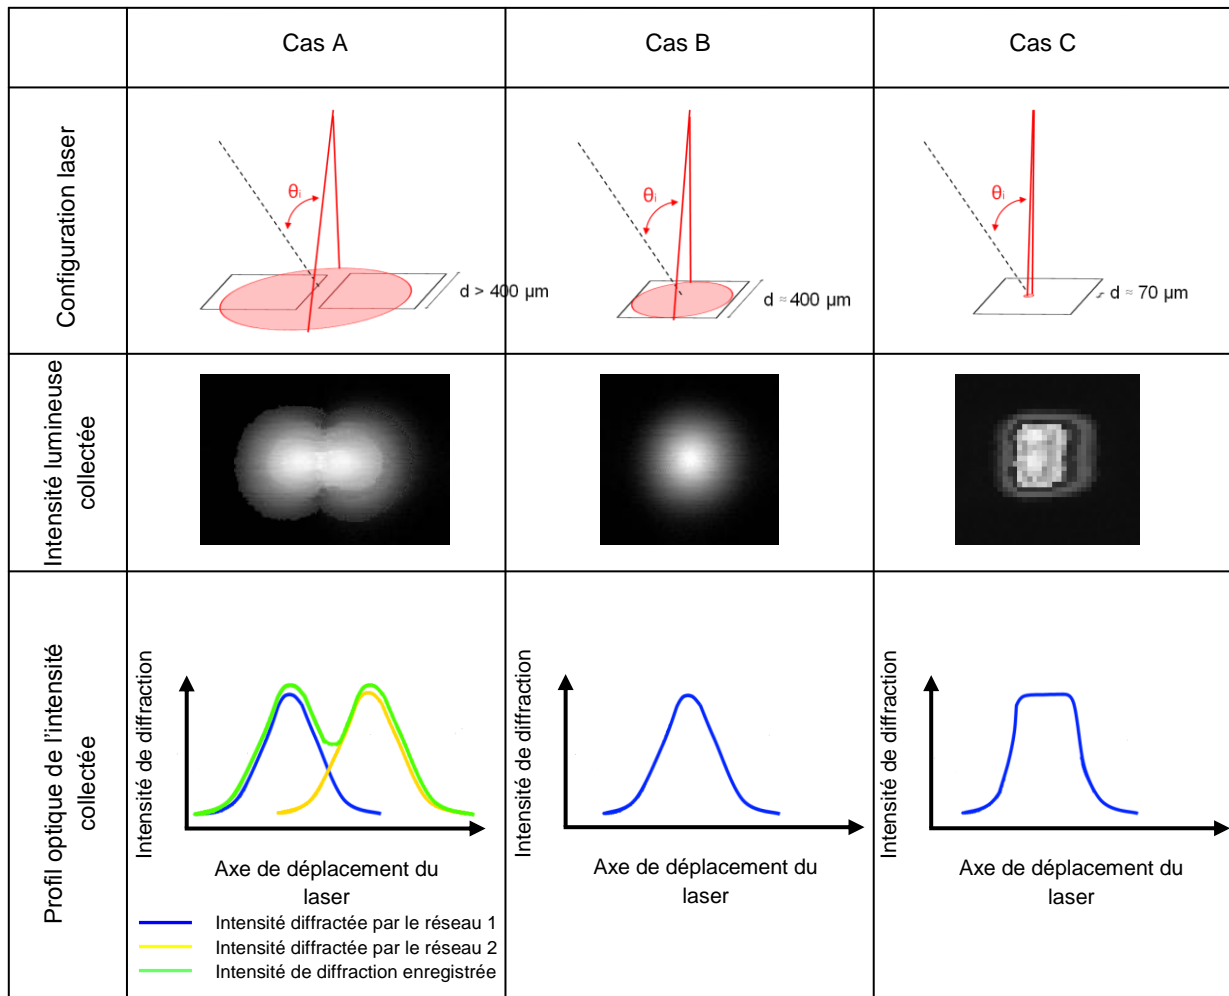 Cas A
Cas B
Cas C
Configuration laser
θi
d > 400 µm
θi
d ≈ 400 µm
θi
d ≈ 70 µm
Intensité lumineuse
collectée
Profil optique de l'intensité
collectée
Intensité de diffraction
Axe de déplacement du
laser
Intensité de diffraction
Axe de déplacement du
laser
Intensité de diffraction
Axe de déplacement du
laser
Intensité diffractée par le réseau 1
Intensité diffractée par le réseau 2
Intensité de diffraction enregistrée